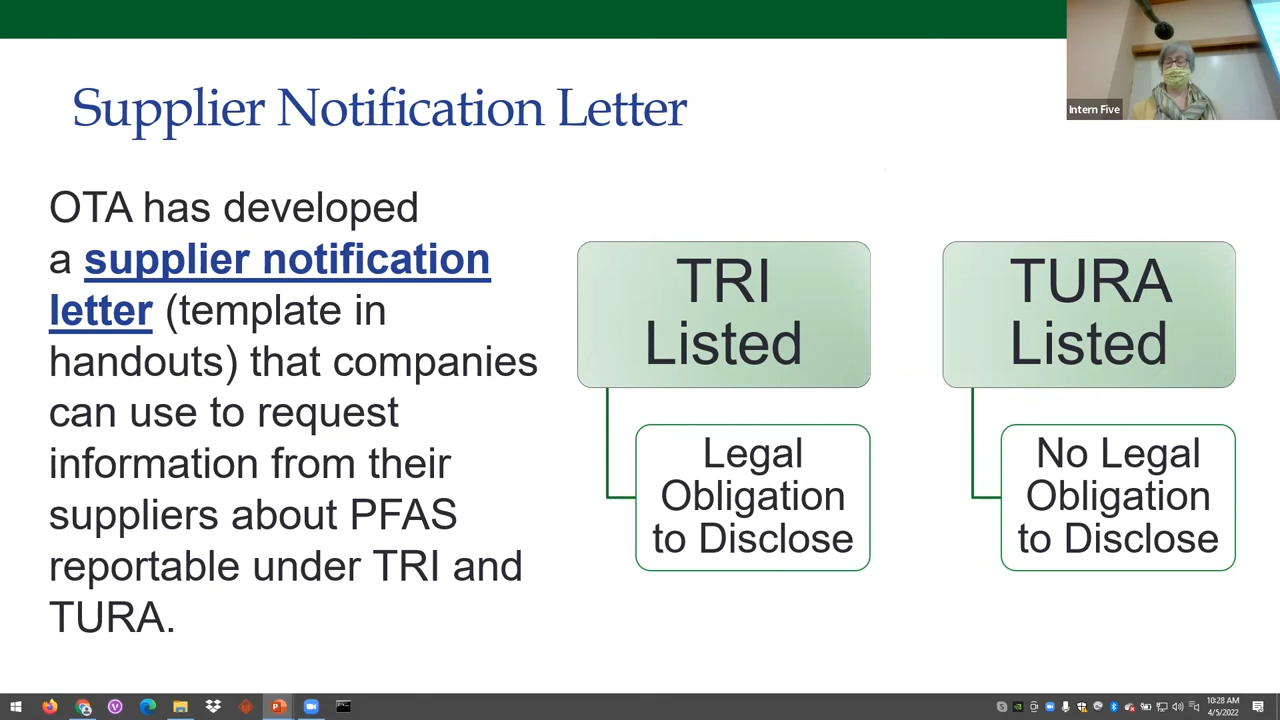 Supplier Notification Letter
Intern Five
OTA has developed
a supplier notification
letter (template in
handouts) that companies
can use to request
information from their
suppliers about PFAS
reportable under TRI and
TURA.
TRI
Listed
Legal
Obligation
to Disclose
TURA
Listed
No Legal
Obligation
to Disclose
10:28 AM
4/5/2022